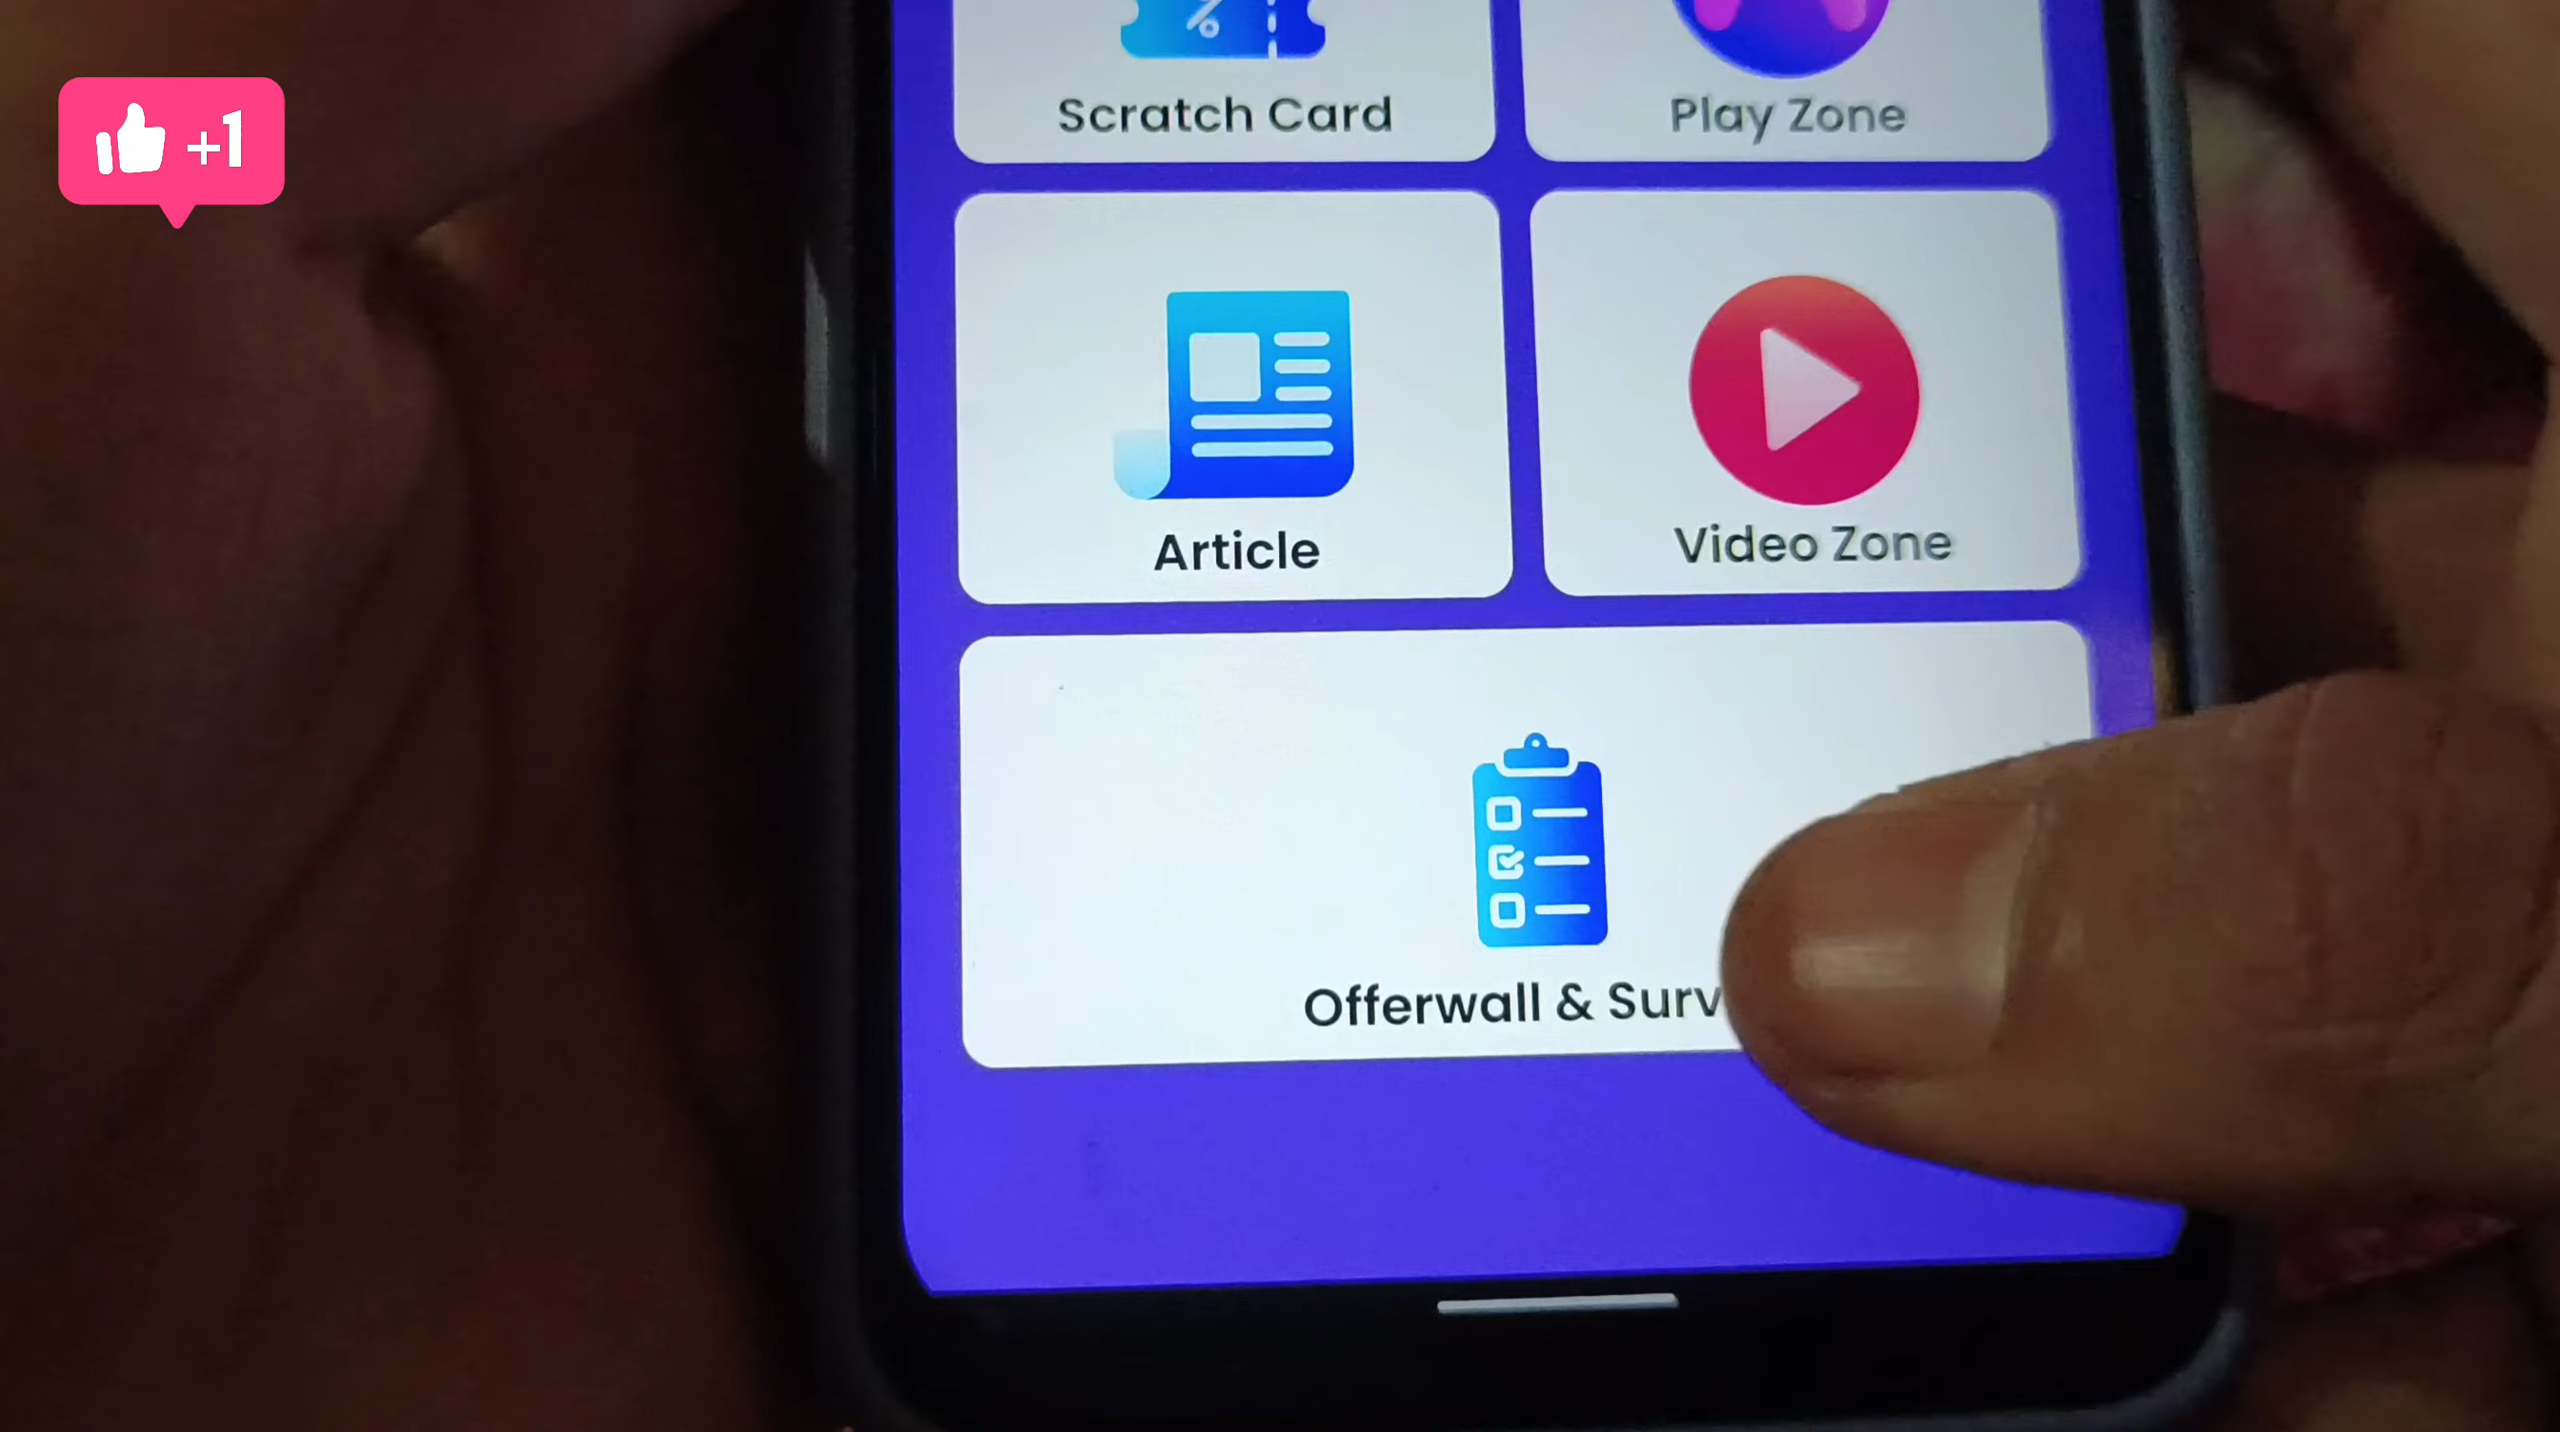 +1
%
Scratch Card
Play Zone
Article
Video Zone
Offerwall & Surv